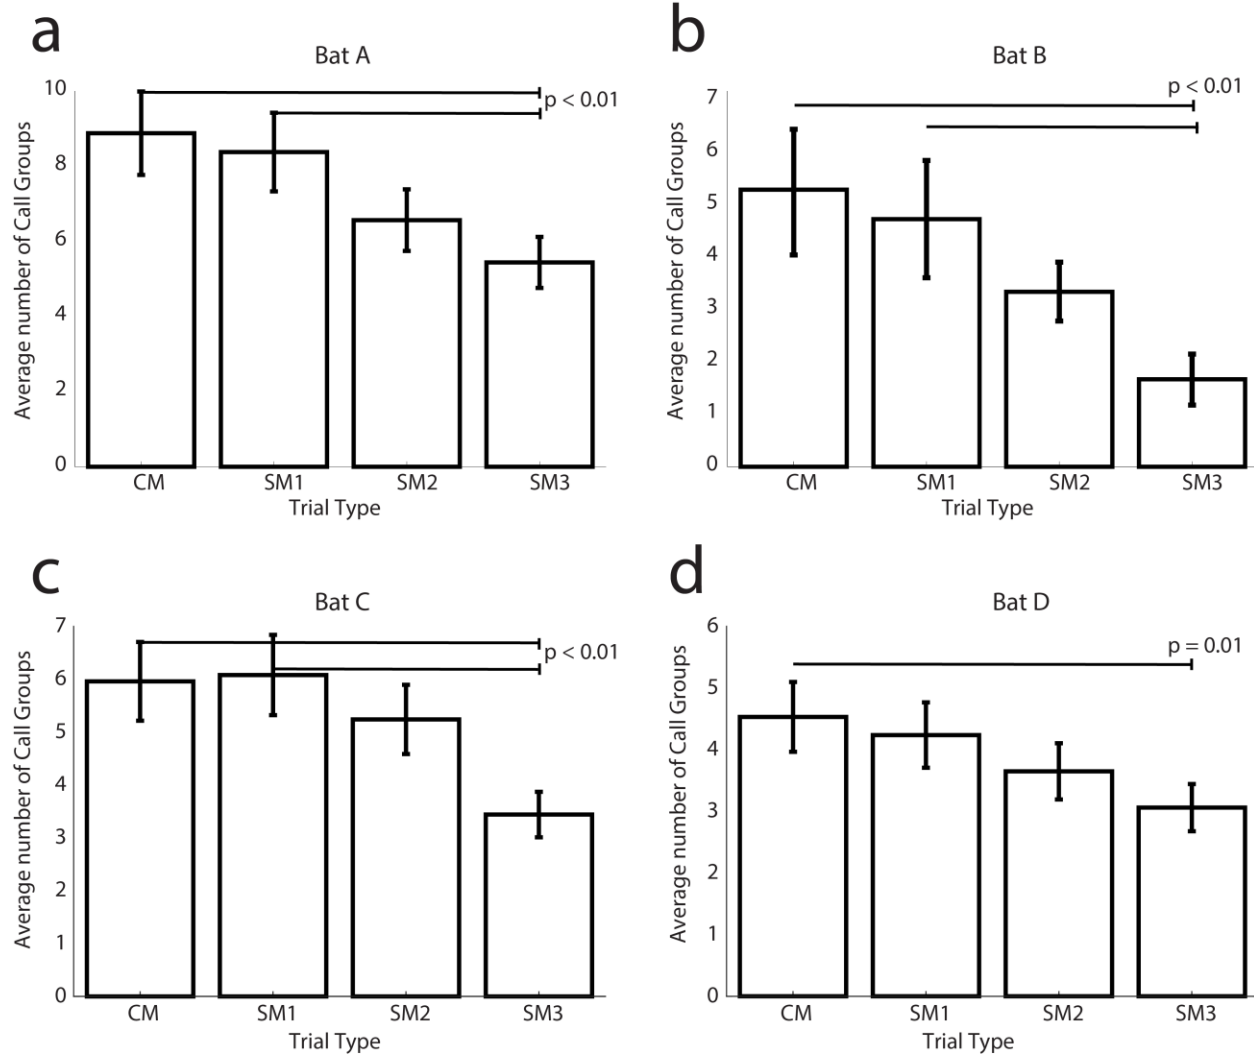 a
Bat A
10
8
6
4
2
0
Average number of Call Groups
p < 0.01
CM SM1 SM2 SM3
Trial Type
b
Bat B
7
6
5
4
3
2
1
0
Average number of Call Groups
p < 0.01
CM SM1 SM2 SM3
Trial Type
c
Bat C
7
6
5
4
3
2
1
0
Average number of Call Groups
p < 0.01
CM SM1 SM2 SM3
Trial Type
d
Bat D
6
5
4
3
2
1
0
Average number of Call Groups
p = 0.01
CM SM1 SM2 SM3
Trial Type